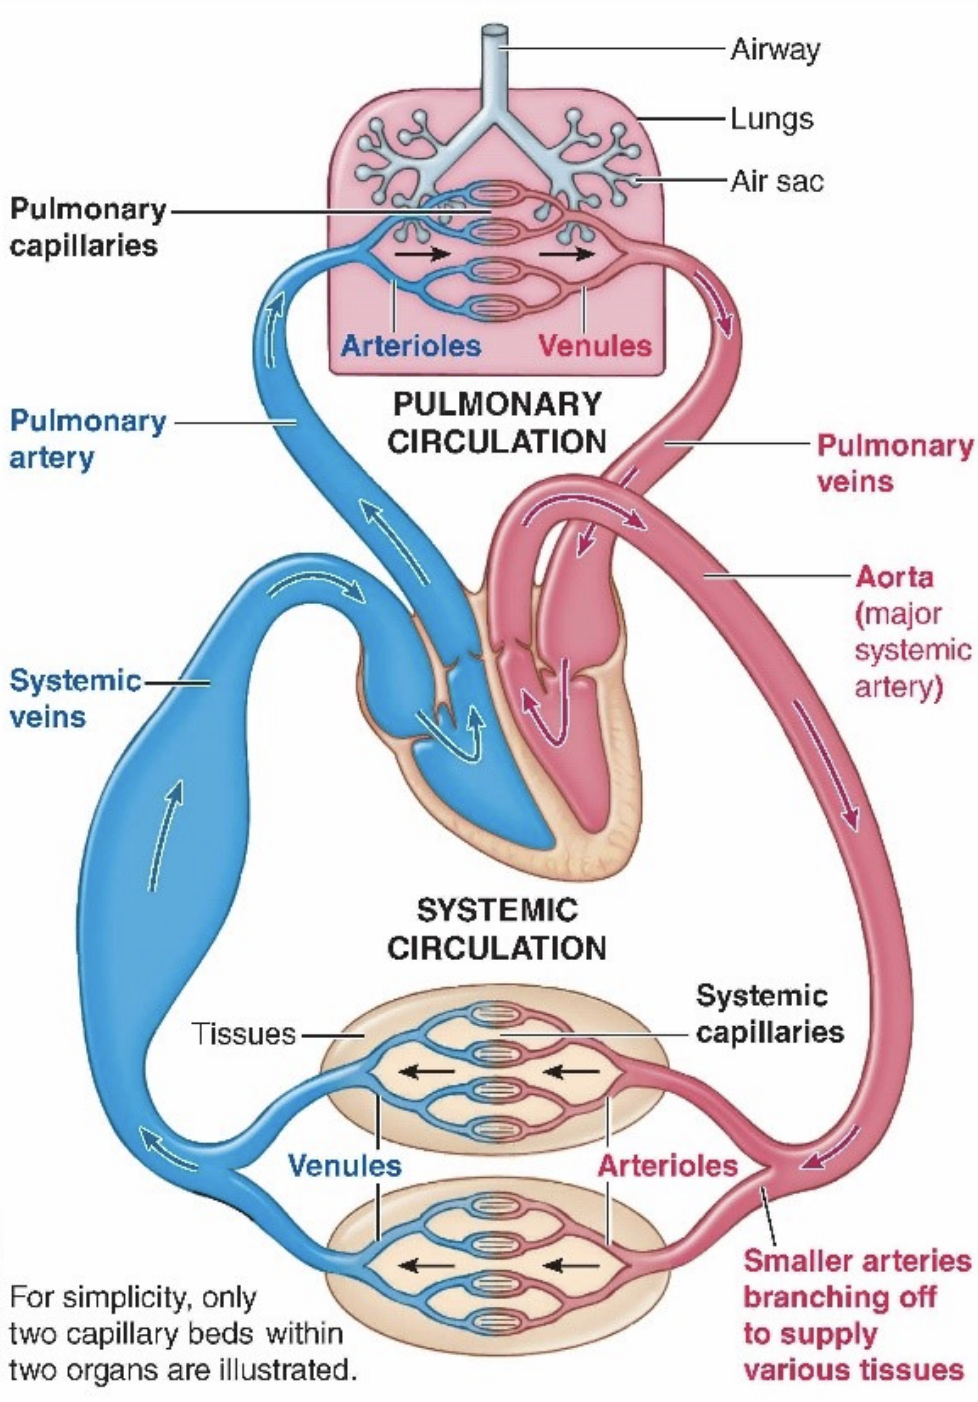 Airway
Lungs
Air sac
Pulmonary
capillaries
Arterioles
Venules
PULMONARY
CIRCULATION
Pulmonary
artery
Pulmonary
veins
Aorta
(major
systemic
artery)
Systemic
veins
SYSTEMIC
CIRCULATION
Systemic
capillaries
Tissues
Venules
Arterioles
Smaller arteries
branching off
to supply
various tissues
For simplicity, only
two capillary beds within
two organs are illustrated.